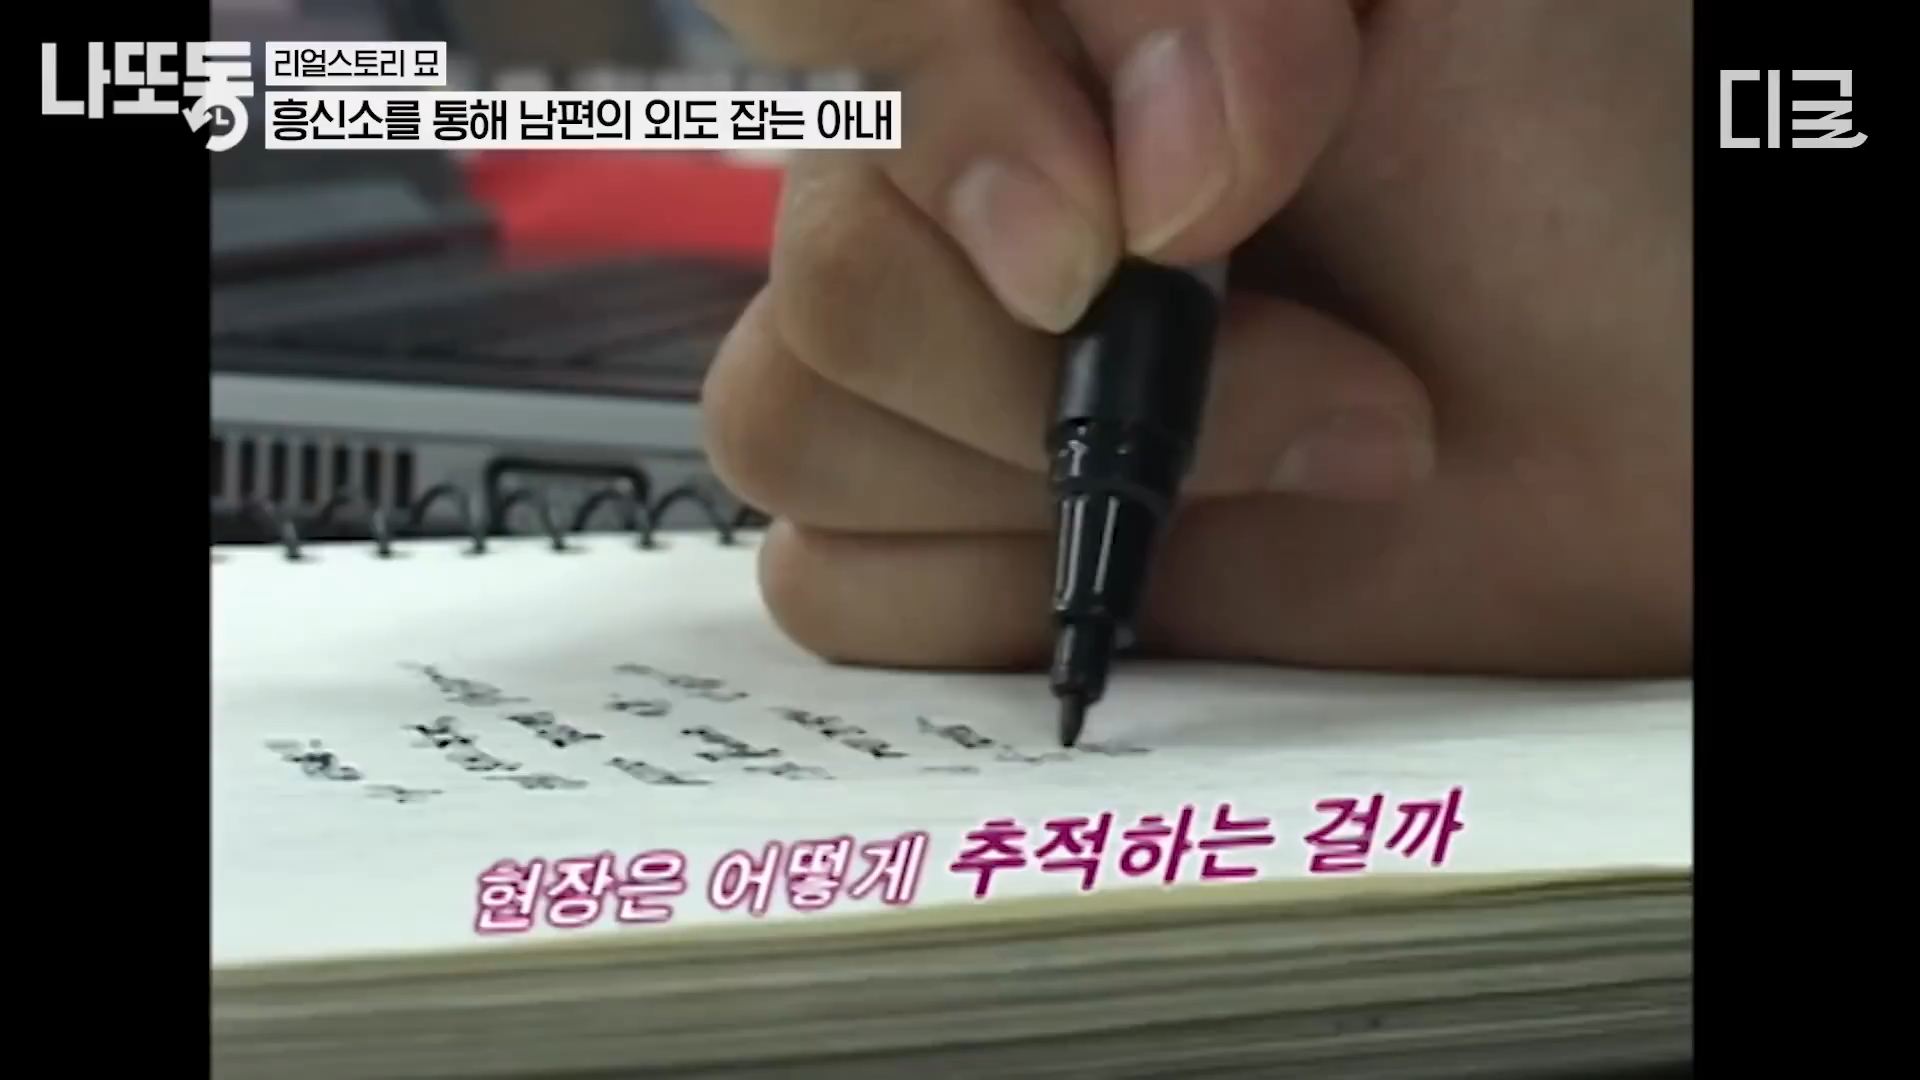 나또동
리얼스토리 묘
흥신소를 통해 남편의 외도 잡는 아내
디글
현장은 어떻게 추적하는 걸까